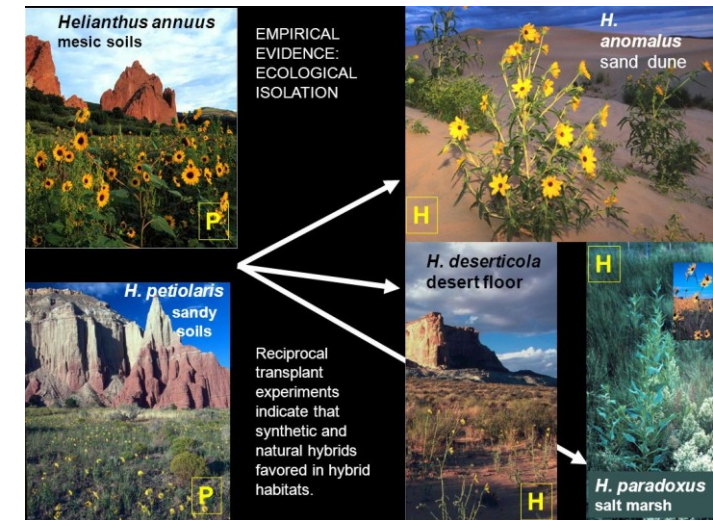 Helianthus annuus
mesic soils
P
EMPIRICAL
EVIDENCE:
ECOLOGICAL
ISOLATION
H.
anomalus
sand dune
H
H. petiolaris
sandy
soils
P
Reciprocal
transplant
experiments
indicate that
synthetic and
natural hybrids
favored in hybrid
habitats.
H. deserticola
desert floor
H
H
H. paradoxus
salt marsh